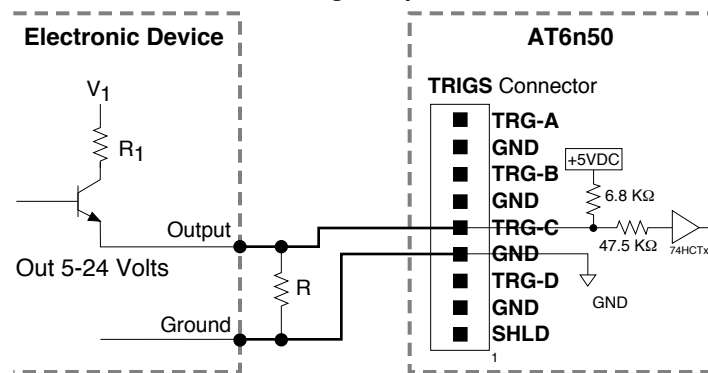 Electronic Device
AT6n50
V1
R1
Output
Out 5-24 Volts
R
Ground
TRIGS Connector
TRG-A
GND
TRG-B
GND
TRG-C
GND
TRG-D
GND
SHLD
1
+5VDC
6.8 KΩ
47.5 KΩ
74HCTx
GND